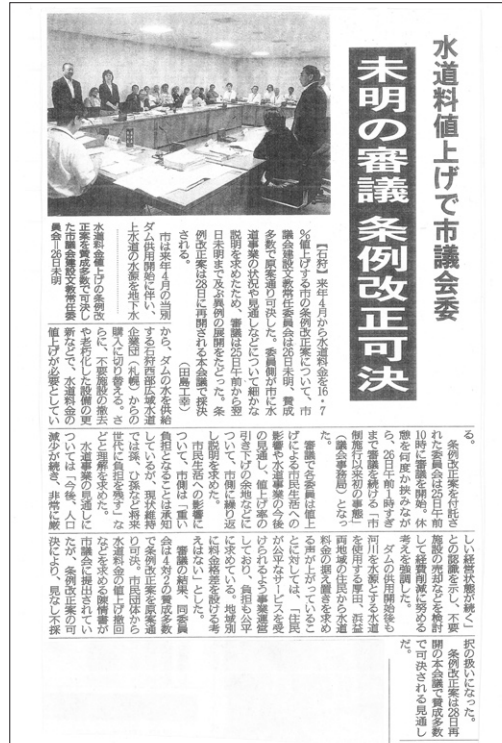 水道料値上げで市議会委
未明の審議 条例改正可決
【石狩】来年4月から水道料金を16・7
%値上げする市の条例改正案について、市
議会建設文教常任委員会は26日未明、賛成
多数で原案通り可決した。委員側が市に水
道事業の状況や見通しなどについて細かな
説明を求めたため、審議は25日午前から翌
日未明まで及ぶ異例の展開をたどった。条
例改正案は28日に再開される本会議で採決
される。
(田島工幸)
市は来年4月の当別
ダム供用開始に伴い、
上水道の水源を地下水
水道料金値上げの条例改
正案を賛成多数で可決し
た市議会建設文教常任委
員会=26日未明
から、ダムの水を供給
する石狩西部広域水道
企業団(札幌)からの
購入に切り替える。さ
らに、不要施設の撤去
や老朽化した設備の更
新などで、水道料金の
値上げが必要としてい
る。
条例改正案を付託さ
れた委員会は25日午前
10時に審議を開始。休
憩を何度か挟みなが
ら、26日午前1時すぎ
まで審議を続ける「市
制施行以来初の事態」
(議会事務局)となっ
た。
審議で各委員は値上
げによる市民生活への
影響や水道事業の今後
の見通し、値上げ率の
引き下げの余地などに
ついて、市側に繰り返
し説明を求めた。
市民生活への影響に
ついて、市側は「重い
負担となることは承知
しているが、現状維持
では孫、ひ孫など将来
世代に負担を残す」な
どと理解を求めた。
水道事業の見通しに
ついては「今後、人口
減少が続き、非常に厳
しい経営状態が続く」
との認識を示し、不要
施設の売却などを検討
して経費削減に努める
考えを強調した。
ダムの供用開始後も
河川を水源とする水道
を使用する厚田、浜益
両地域の住民から水道
料金の据え置きを求め
る声が上がっているこ
とに対しては、「住民
が公平なサービスを受
けられるよう事業運営
しており、負担も公平
に求めている。地域別
に料金格差を設ける考
えはない」とした。
審議の結果、同委員
会は4対2の賛成多数
で条例改正案を原案通
り可決。市民団体から
水道料金の値上げ撤回
などを求める陳情書が
市議会に提出されてい
たが、条例改正案の可
決により、見なし不採
択の扱いになった。
条例改正案は28日再
開の本会議で賛成多数
で可決される見通し
だ。